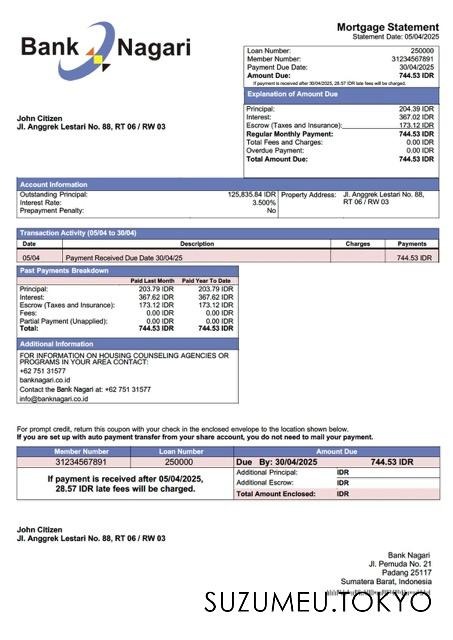 Bank Nagari
Mortgage Statement
Statement Date: 05/04/2025
Loan Number: 250000
Member Number: 31234567891
Payment Due Date: 30/04/2025
Amount Due: 744.53 IDR
If payment is received after 30/04/2025, 28.57 IDR late fees will be charged.
Explanation of Amount Due
Principal: 204.39 IDR
Interest: 367.02 IDR
Escrow (Taxes and Insurance): 173.12 IDR
Regular Monthly Payment: 744.53 IDR
Total Fees and Charges: 0.00 IDR
Overdue Payment: 0.00 IDR
Total Amount Due: 744.53 IDR
John Citizen
Jl. Anggrek Lestari No. 88, RT 06 / RW 03
Account Information
Outstanding Principal: 125,835.84 IDR
Interest Rate: 3.500%
Prepayment Penalty: No
Property Address: Jl. Anggrek Lestari No. 88,
RT 06 / RW 03
Transaction Activity (05/04 to 30/04)
Date Description Charges Payments
05/04 Payment Received Due Date 30/04/25 744.53 IDR
Past Payments Breakdown
Paid Last Month Paid Year To Date
Principal: 203.79 IDR 203.79 IDR
Interest: 367.62 IDR 367.62 IDR
Escrow (Taxes and Insurance): 173.12 IDR 173.12 IDR
Fees: 0.00 IDR 0.00 IDR
Partial Payment (Unapplied): 0.00 IDR 0.00 IDR
Total: 744.53 IDR 744.53 IDR
Additional Information
FOR INFORMATION ON HOUSING COUNSELING AGENCIES OR
PROGRAMS IN YOUR AREA CONTACT:
+62 751 31577
banknagari.co.id
Contact the Bank Nagari at: +62 751 31577
info@banknagari.co.id
For prompt credit, return this coupon with your check in the enclosed envelope to the location shown below.
If you are set up with auto payment transfer from your share account, you do not need to mail your payment.
Member Number Loan Number Amount Due
31234567891 250000 Due By: 30/04/2025 744.53 IDR
If payment is received after 05/04/2025,
28.57 IDR late fees will be charged.
Additional Principal: IDR
Additional Escrow: IDR
Total Amount Enclosed: IDR
John Citizen
Jl. Anggrek Lestari No. 88, RT 06 / RW 03
Bank Nagari
Jl. Pemuda No. 21
Padang 25117
Sumatera Barat, Indonesia
SUZUMEU.TOKYO